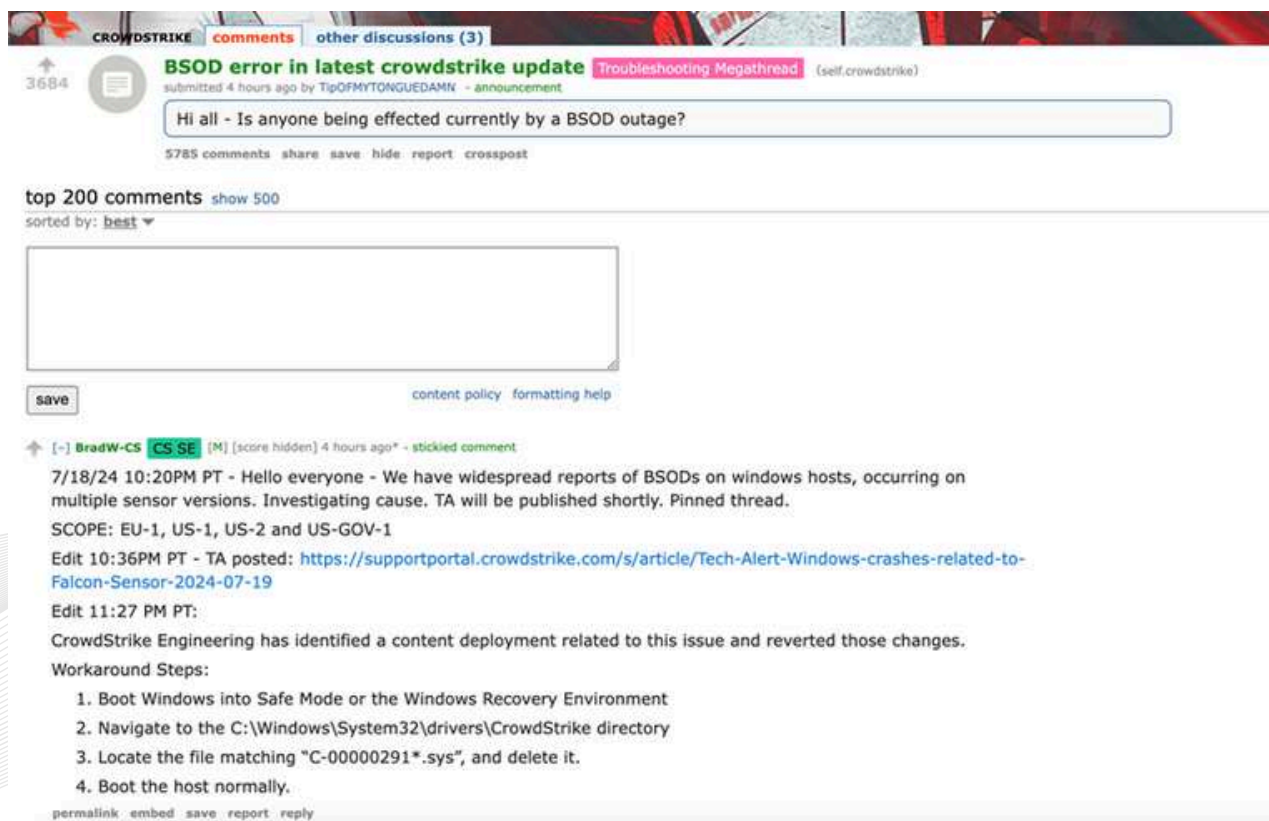 CROWDSTRIKE comments other discussions (3)
BSOD error in latest crowdstrike update Troubleshooting Megathread (self.crowdstrike)
3684
submitted 4 hours ago by TipOFMYTONGUEDAMN - announcement
Hi all - Is anyone being effected currently by a BSOD outage?
5785 comments share save hide report crosspost
top 200 comments show 500
sorted by: best
save
content policy formatting help
[-] BradW-CS CS SE [M] [score hidden] 4 hours ago* - stickied comment
7/18/24 10:20PM PT - Hello everyone - We have widespread reports of BSODs on windows hosts, occurring on
multiple sensor versions. Investigating cause. TA will be published shortly. Pinned thread.
SCOPE: EU-1, US-1, US-2 and US-GOV-1
Edit 10:36PM PT - TA posted: https://supportportal.crowdstrike.com/s/article/Tech-Alert-Windows-crashes-related-to-
Falcon-Sensor-2024-07-19
Edit 11:27 PM PT:
CrowdStrike Engineering has identified a content deployment related to this issue and reverted those changes.
Workaround Steps:
1. Boot Windows into Safe Mode or the Windows Recovery Environment
2. Navigate to the C:\Windows\System32\drivers\CrowdStrike directory
3. Locate the file matching “C-00000291*.sys”, and delete it.
4. Boot the host normally.
permalink embed save report reply